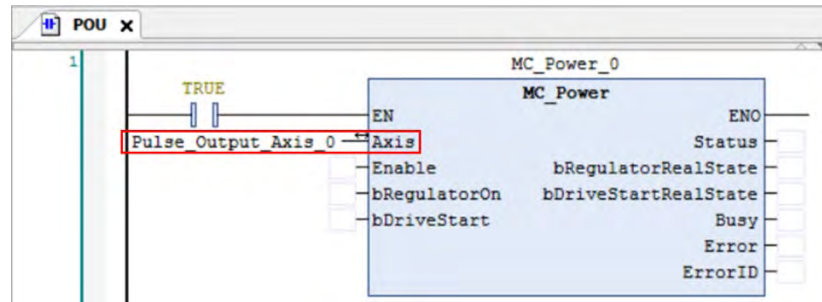 POU
1
MC_Power_0
TRUE
MC_Power
EN ENO
Pulse_Output_Axis_0 Axis Status
Enable bRegulatorRealState
bRegulatorOn bDriveStartRealState
bDriveStart Busy
Error
ErrorID